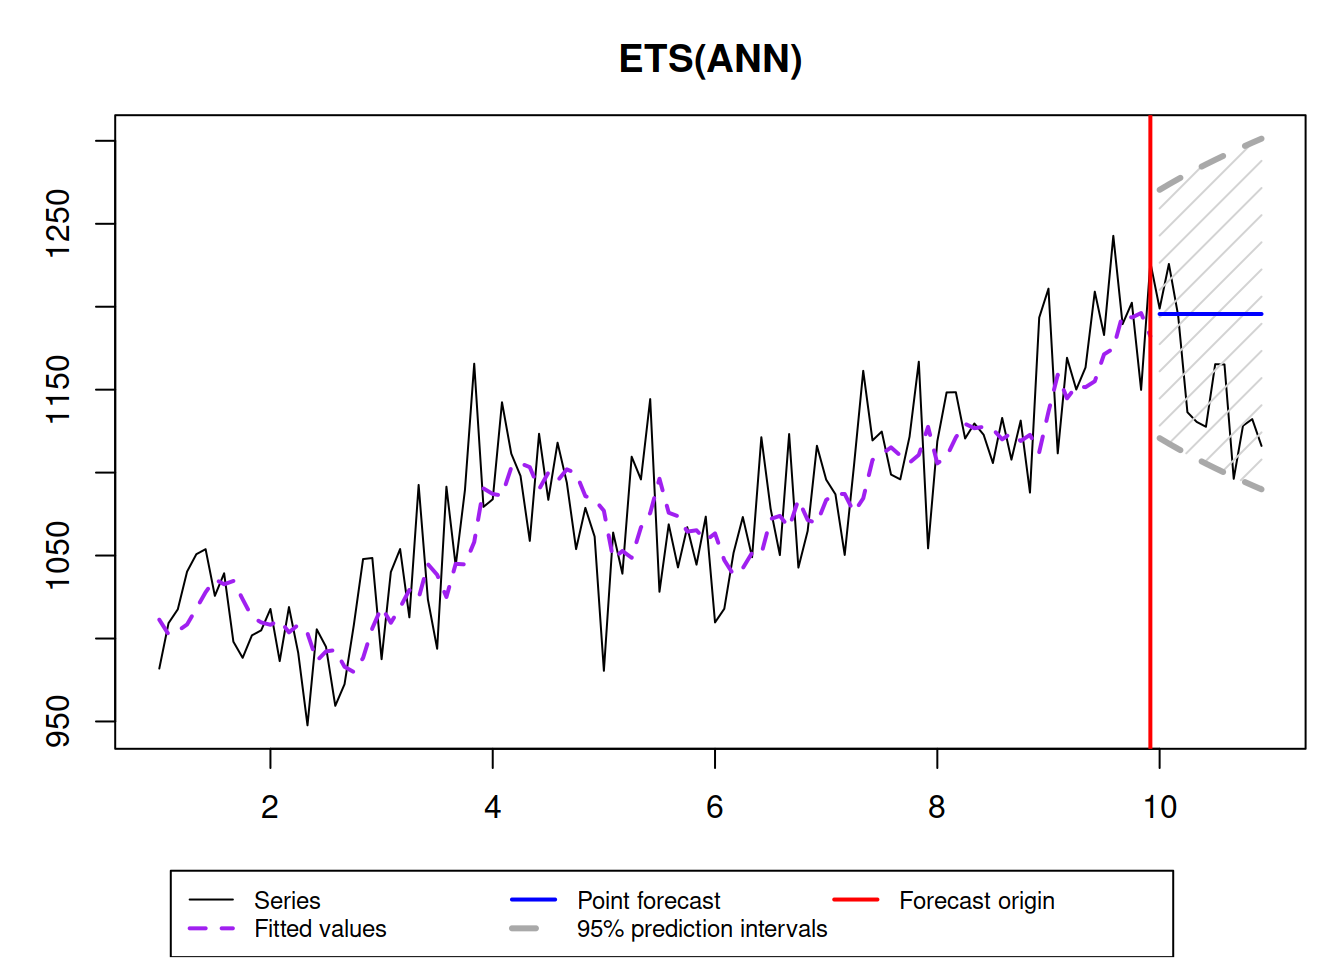 ETS(ANN)
1250
1150
1050
950
2 4 6 8 10
Series Point forecast Forecast origin
Fitted values 95% prediction intervals